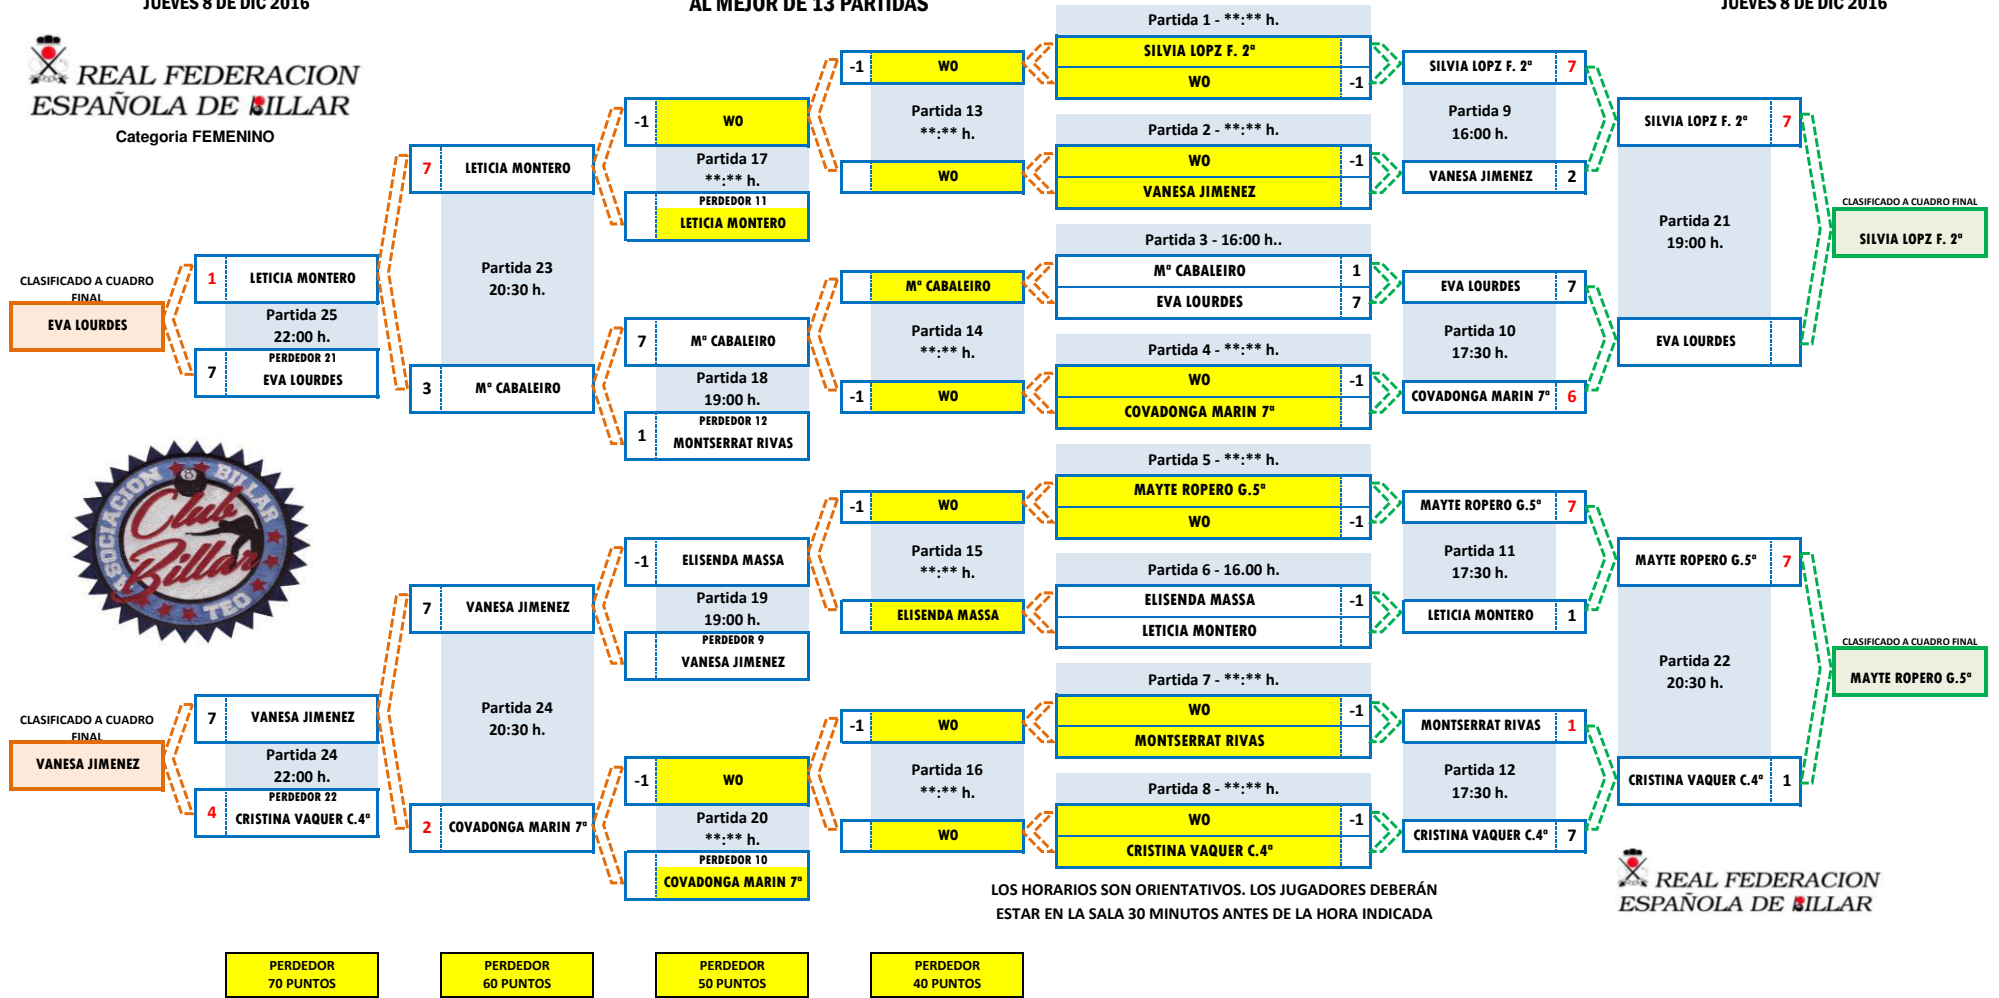 JUEVES 8 DE DIC 2016
AL MEJOR DE 13 PARTIDAS
JUEVES 8 DE DIC 2016
REAL FEDERACION
ESPAÑOLA DE BILLAR
Categoria FEMENINO
CLASIFICADO A CUADRO
FINAL
EVA LOURDES
1 LETICIA MONTERO
Partida 25
22:00 h.
PERDEDOR 21
7 EVA LOURDES
ASOCIACION BILLAR
Club
Billar
TEO
CLASIFICADO A CUADRO
FINAL
VANESA JIMENEZ
7 VANESA JIMENEZ
Partida 24
22:00 h.
PERDEDOR 22
4 CRISTINA VAQUER C.4ª
7 LETICIA MONTERO
Partida 23
20:30 h.
3 Mª CABALEIRO
7 VANESA JIMENEZ
Partida 24
20:30 h.
2 COVADONGA MARIN 7ª
-1 WO
Partida 17
**:** h.
PERDEDOR 11
LETICIA MONTERO
7 Mª CABALEIRO
Partida 18
19:00 h.
PERDEDOR 12
1 MONTSERRAT RIVAS
-1 ELISENDA MASSA
Partida 19
19:00 h.
PERDEDOR 9
VANESA JIMENEZ
-1 WO
Partida 20
**:** h.
PERDEDOR 10
COVADONGA MARIN 7ª
-1 WO
Partida 13
**:** h.
WO
Mª CABALEIRO
Partida 14
**:** h.
-1 WO
-1 WO
Partida 15
**:** h.
ELISENDA MASSA
-1 WO
Partida 16
**:** h.
WO
Partida 1 - **:** h.
SILVIA LOPZ F. 2ª
WO -1
Partida 2 - **:** h.
WO -1
VANESA JIMENEZ
Partida 3 - 16:00 h..
Mª CABALEIRO 1
EVA LOURDES 7
Partida 4 - **:** h.
WO -1
COVADONGA MARIN 7ª
Partida 5 - **:** h.
MAYTE ROPERO G.5ª
WO -1
Partida 6 - 16.00 h.
ELISENDA MASSA -1
LETICIA MONTERO
Partida 7 - **:** h.
WO -1
MONTSERRAT RIVAS
Partida 8 - **:** h.
WO -1
CRISTINA VAQUER C.4ª
SILVIA LOPZ F. 2ª 7
Partida 9
16:00 h.
VANESA JIMENEZ 2
EVA LOURDES 7
Partida 10
17:30 h.
COVADONGA MARIN 7ª 6
MAYTE ROPERO G.5ª 7
Partida 11
17:30 h.
LETICIA MONTERO 1
MONTSERRAT RIVAS 1
Partida 12
17:30 h.
CRISTINA VAQUER C.4ª 7
SILVIA LOPZ F. 2ª 7
Partida 21
19:00 h.
EVA LOURDES
MAYTE ROPERO G.5ª 7
Partida 22
20:30 h.
CRISTINA VAQUER C.4ª 1
CLASIFICADO A CUADRO FINAL
SILVIA LOPZ F. 2ª
CLASIFICADO A CUADRO FINAL
MAYTE ROPERO G.5ª
REAL FEDERACION
ESPAÑOLA DE BILLAR
LOS HORARIOS SON ORIENTATIVOS. LOS JUGADORES DEBERÁN
ESTAR EN LA SALA 30 MINUTOS ANTES DE LA HORA INDICADA
PERDEDOR
70 PUNTOS
PERDEDOR
60 PUNTOS
PERDEDOR
50 PUNTOS
PERDEDOR
40 PUNTOS